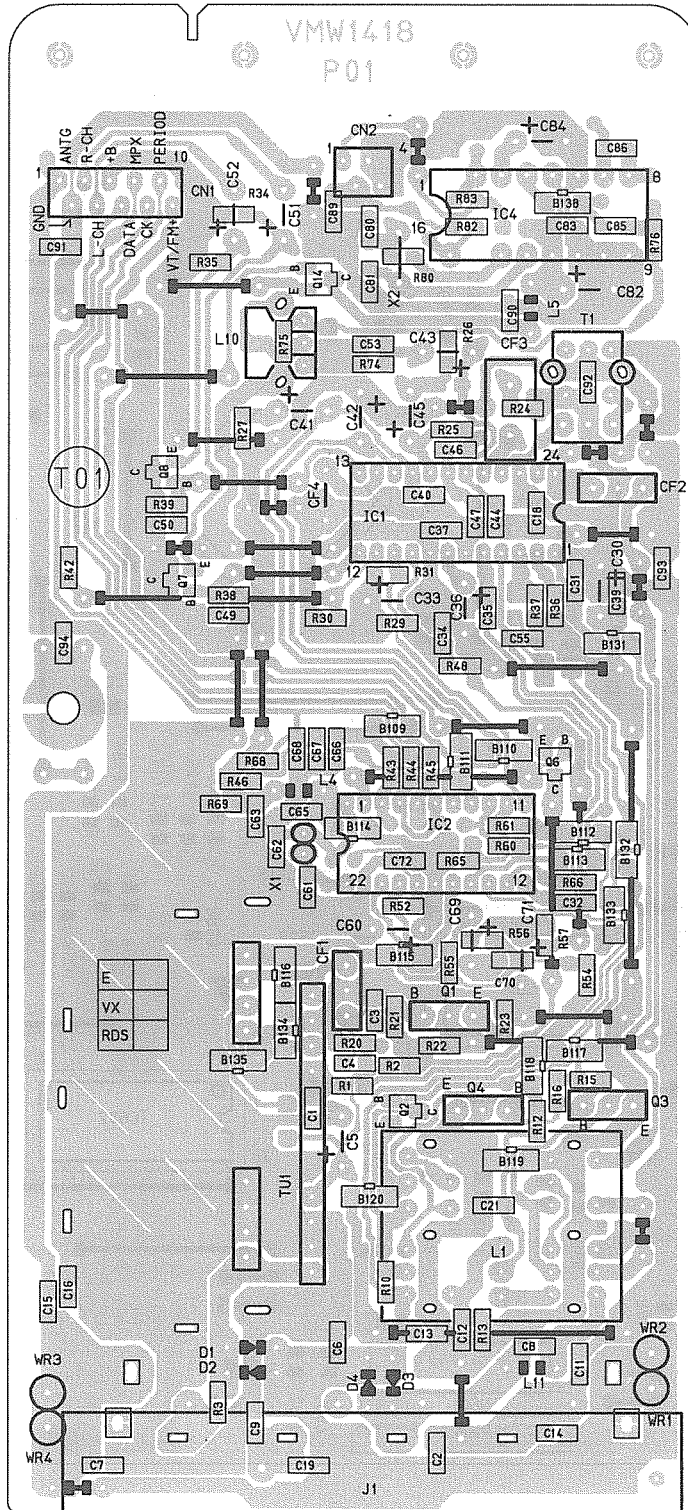 VMW1418
P01
CN2
C84
C86
ANTG
R-CH
+B
MPX
PERIOD
1
10
CN1
C52
R34
1
4
1
8
C51
C89
C80
R83
B138
16
R82
IC4
C83
C85
R76
GND
L-CH
DATA
CK
VT/FM+
C91
R35
B
Q14
C
E
C81
X2
R80
9
C82
C90
L5
T1
L10
R75
C53
R74
C43
R26
CF3
C92
R27
C41
C42
C45
R24
R25
C46
T01
E
C
Q8
B
13
24
CF2
R39
C50
CF4
C40
IC1
C47
C44
C18
C37
E
C
Q7
B
R42
12
1
R31
C31
C30
C93
R38
C49
C33
C36
C35
R37
R36
C39
R30
R29
C34
C55
B131
C94
R48
B109
C68
C67
C66
R68
R43
R44
R45
B111
B110
E
B
Q6
C
R46
L4
R69
C63
C65
1
IC2
11
B114
R61
B112
C62
R60
B113
B132
X1
C61
C72
R65
22
12
R66
C32
R52
C71
B133
C60
C69
R56
R57
B115
R55
C70
R54
CF1
B116
E
VX
RDS
C3
R21
B
Q1
E
R23
B134
R20
R22
B117
B135
C4
R2
B118
R1
R15
C1
B
Q2
C
E
E
Q4
B
R16
Q3
R12
B
E
C5
B119
TU1
B120
C21
L1
R10
C15
C16
C13
C12
R13
WR2
WR3
D1
D2
C6
C8
C11
D4
D3
L11
R3
C9
WR1
WR4
C14
C7
C19
C2
J1